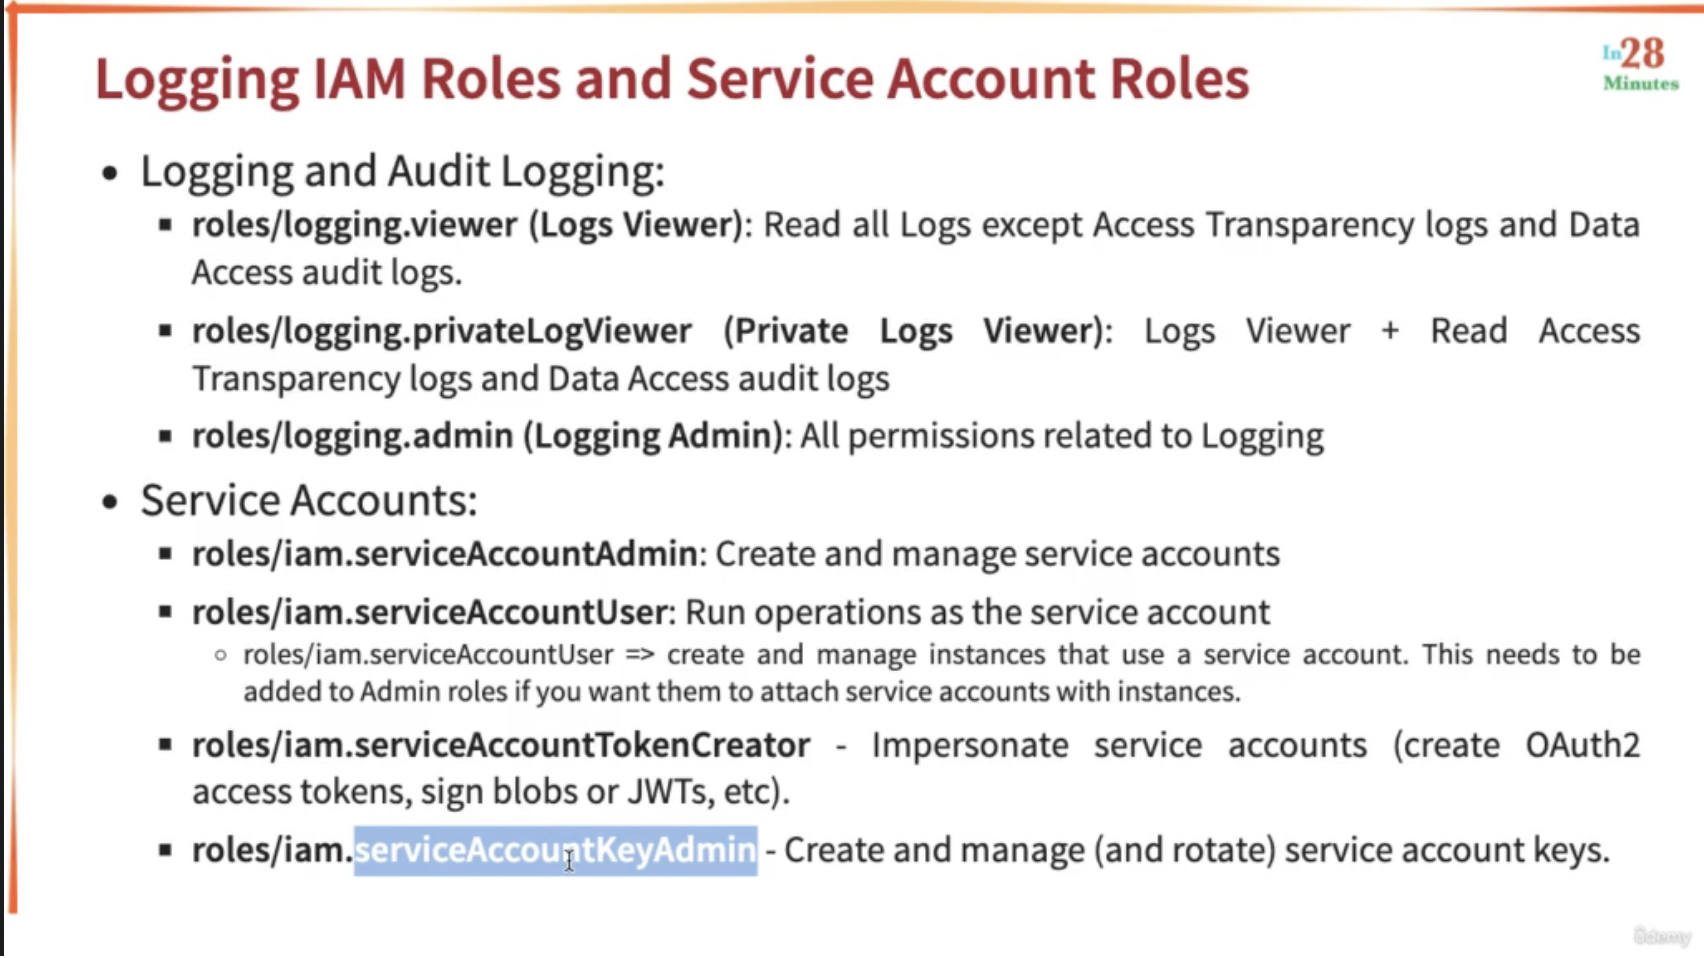 Logging IAM Roles and Service Account Roles
In28
Minutes
• Logging and Audit Logging:
▪ roles/logging.viewer (Logs Viewer): Read all Logs except Access Transparency logs and Data
Access audit logs.
▪ roles/logging.privateLogViewer (Private Logs Viewer): Logs Viewer + Read Access
Transparency logs and Data Access audit logs
▪ roles/logging.admin (Logging Admin): All permissions related to Logging
• Service Accounts:
▪ roles/iam.serviceAccountAdmin: Create and manage service accounts
▪ roles/iam.serviceAccountUser: Run operations as the service account
○ roles/iam.serviceAccountUser => create and manage instances that use a service account. This needs to be
added to Admin roles if you want them to attach service accounts with instances.
▪ roles/iam.serviceAccountTokenCreator - Impersonate service accounts (create OAuth2
access tokens, sign blobs or JWTs, etc).
▪ roles/iam.serviceAccountKeyAdmin - Create and manage (and rotate) service account keys.
ûdemy